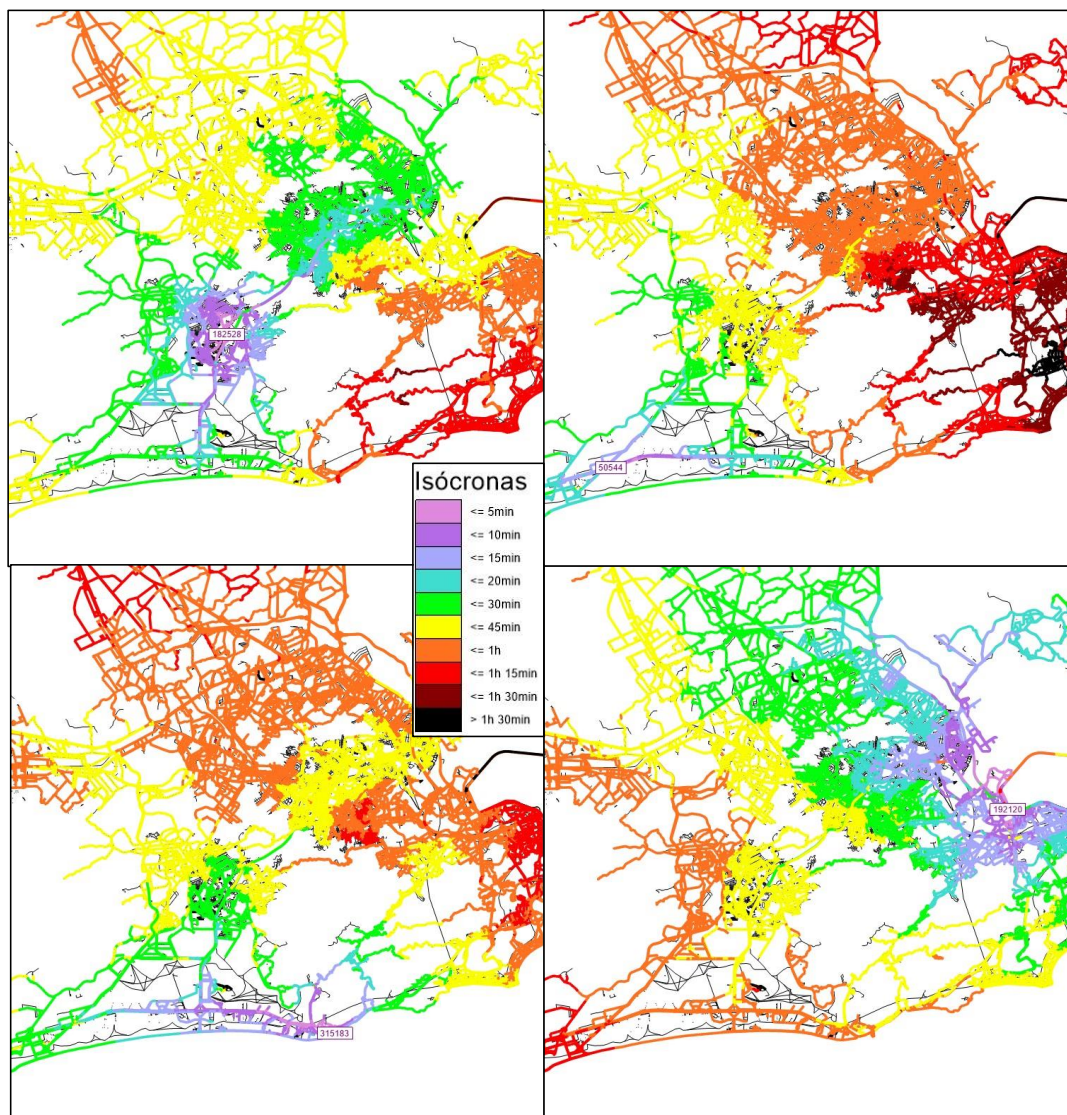 182528
50544
Isócronas
<= 5min
<= 10min
<= 15min
<= 20min
<= 30min
<= 45min
<= 1h
<= 1h 15min
<= 1h 30min
> 1h 30min
192120
315183